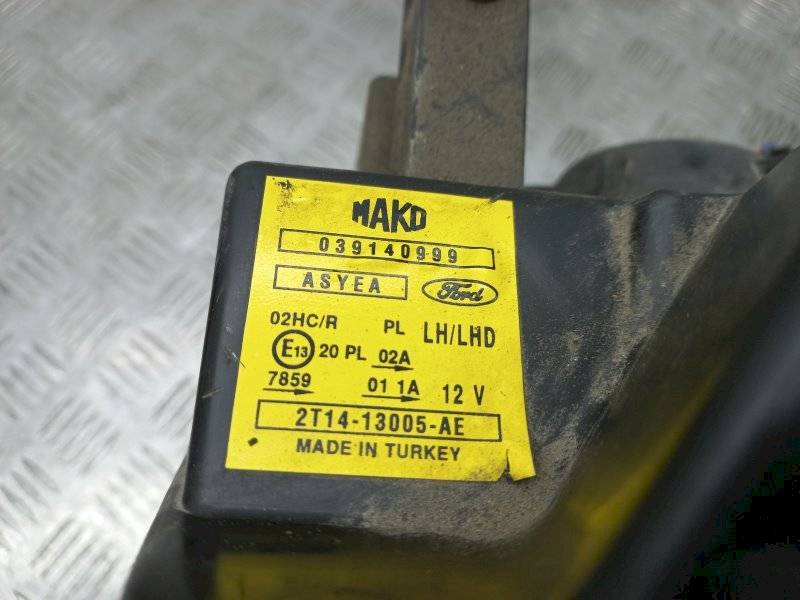 MAKO
039140999
ASYEA Ford
02HC/R PL LH/LHD
E13 20 PL 02A
7859 01 1A 12 V
2T14-13005-AE
MADE IN TURKEY